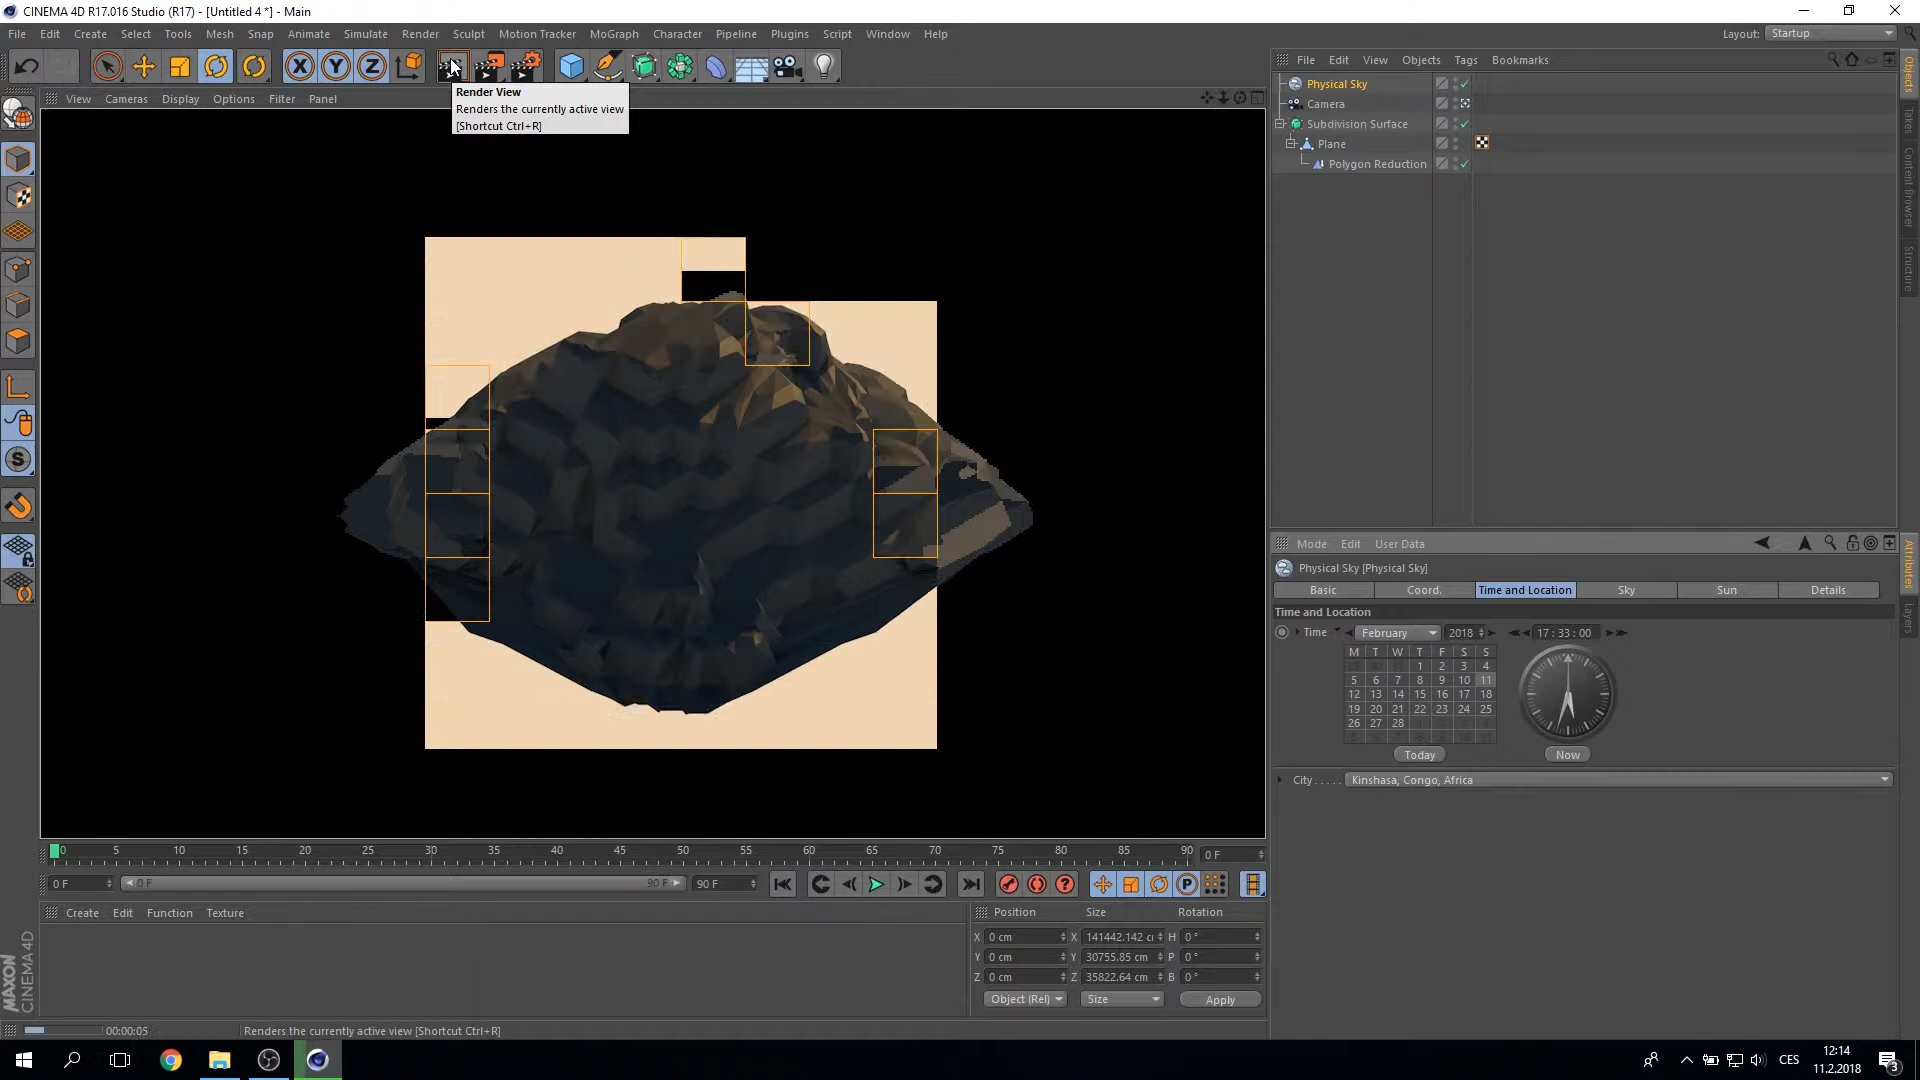 CINEMA 4D R17.016 Studio (R17) - [Untitled 4 *] - Main
File Edit Create Select Tools Mesh Snap Animate Simulate Render Sculpt Motion Tracker MoGraph Character Pipeline Plugins Script Window Help
Layout: Startup
X Y Z
File Edit View Objects Tags Bookmarks
View Cameras Display Options Filter Panel
Render View
Renders the currently active view
[Shortcut Ctrl+R]
Physical Sky
Camera
Subdivision Surface
Plane
Polygon Reduction
Objects
Takes
Content Browser
Structure
Mode Edit User Data
Physical Sky [Physical Sky]
Basic Coord. Time and Location Sky Sun Details
Time and Location
Time February 2018 17 : 33 : 00
M T W T F S S
1 2 3 4
5 6 7 8 9 10 11
12 13 14 15 16 17 18
19 20 21 22 23 24 25
26 27 28
Today Now
City . . . . . Kinshasa, Congo, Africa
Attributes
Layers
0 5 10 15 20 25 30 35 40 45 50 55 60 65 70 75 80 85 90
0 F
0 F 0 F 90 F 90 F
Create Edit Function Texture
Position Size Rotation
X 0 cm X 141442.142 c H 0 °
Y 0 cm Y 30755.85 cm P 0 °
Z 0 cm Z 35822.64 cm B 0 °
Object (Rel) Size Apply
MAXON
CINEMA 4D
00:00:05 Renders the currently active view [Shortcut Ctrl+R]
CES
12:14
11.2.2018
3